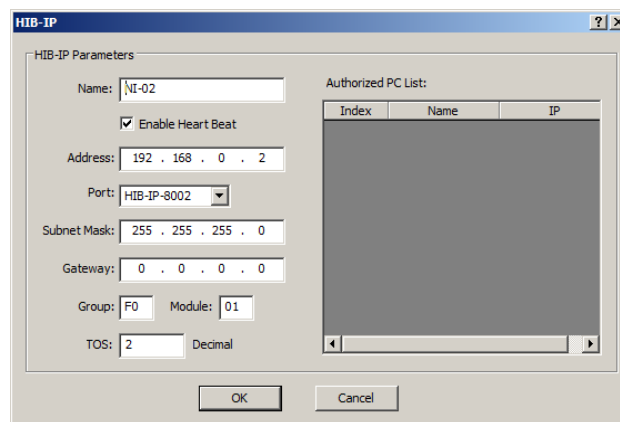 HIB-IP
HIB-IP Parameters
Name: NI-02
Enable Heart Beat
Address: 192 . 168 . 0 . 2
Port: HIB-IP-8002
Subnet Mask: 255 . 255 . 255 . 0
Gateway: 0 . 0 . 0 . 0
Group: F0 Module: 01
TOS: 2 Decimal
Authorized PC List:
Index Name IP
OK Cancel